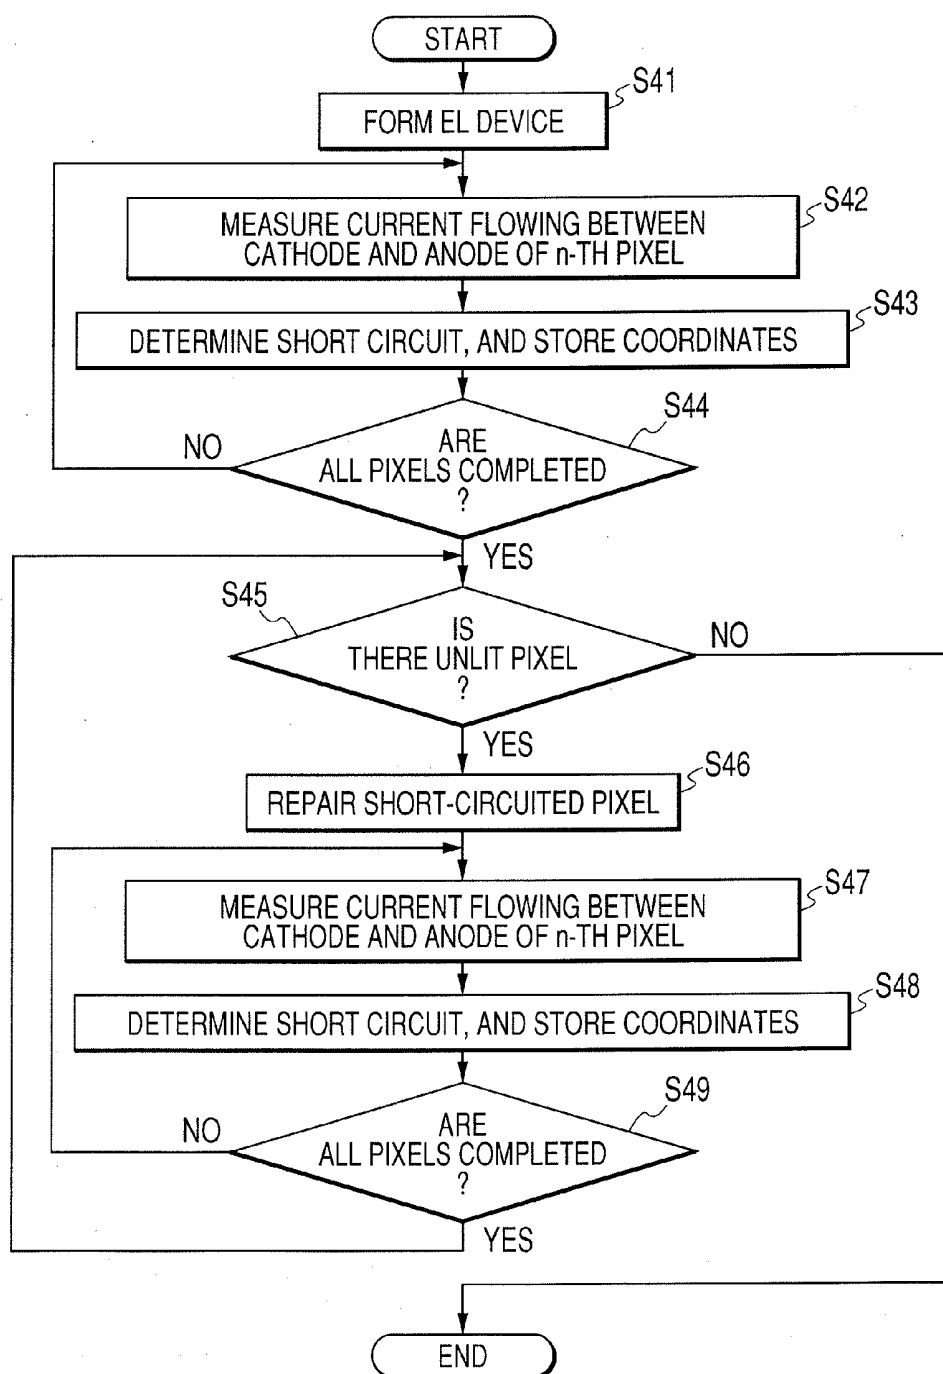 START
S41
FORM EL DEVICE
S42
MEASURE CURRENT FLOWING BETWEEN
CATHODE AND ANODE OF n-TH PIXEL
S43
DETERMINE SHORT CIRCUIT, AND STORE COORDINATES
S44
NO
ARE
ALL PIXELS COMPLETED
?
YES
S45
IS
THERE UNLIT PIXEL
?
NO
YES
S46
REPAIR SHORT-CIRCUITED PIXEL
S47
MEASURE CURRENT FLOWING BETWEEN
CATHODE AND ANODE OF n-TH PIXEL
S48
DETERMINE SHORT CIRCUIT, AND STORE COORDINATES
S49
NO
ARE
ALL PIXELS COMPLETED
?
YES
END